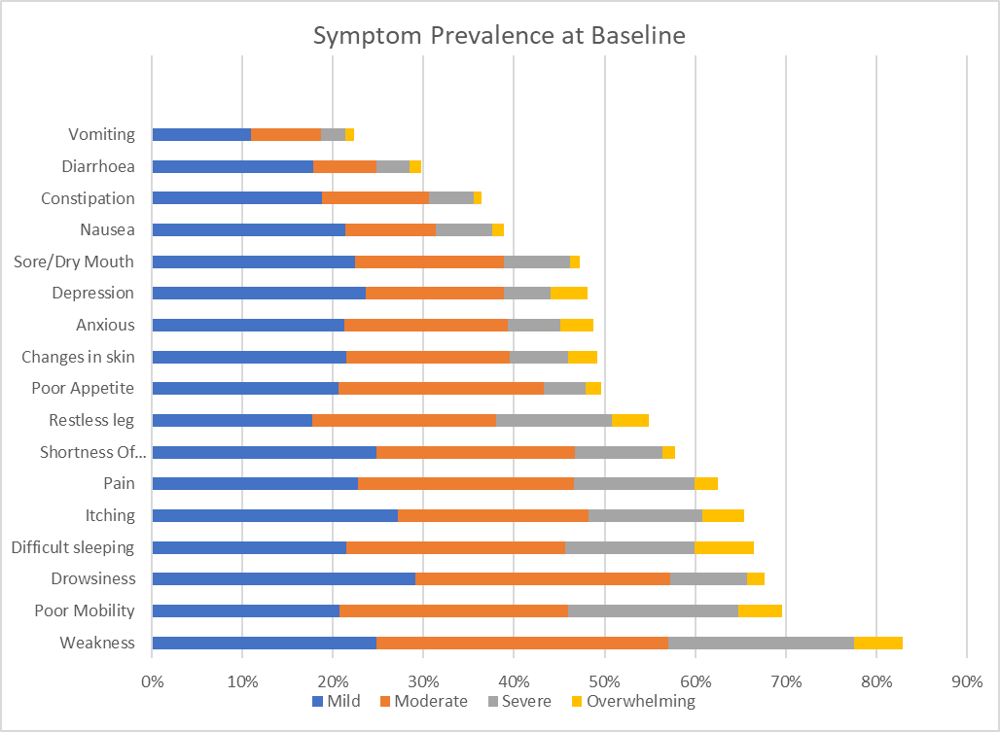 Symptom Prevalence at Baseline
Vomiting
Diarrhoea
Constipation
Nausea
Sore/Dry Mouth
Depression
Anxious
Changes in skin
Poor Appetite
Restless leg
Shortness Of...
Pain
Itching
Difficult sleeping
Drowsiness
Poor Mobility
Weakness
0% 10% 20% 30% 40% 50% 60% 70% 80% 90%
Mild Moderate Severe Overwhelming